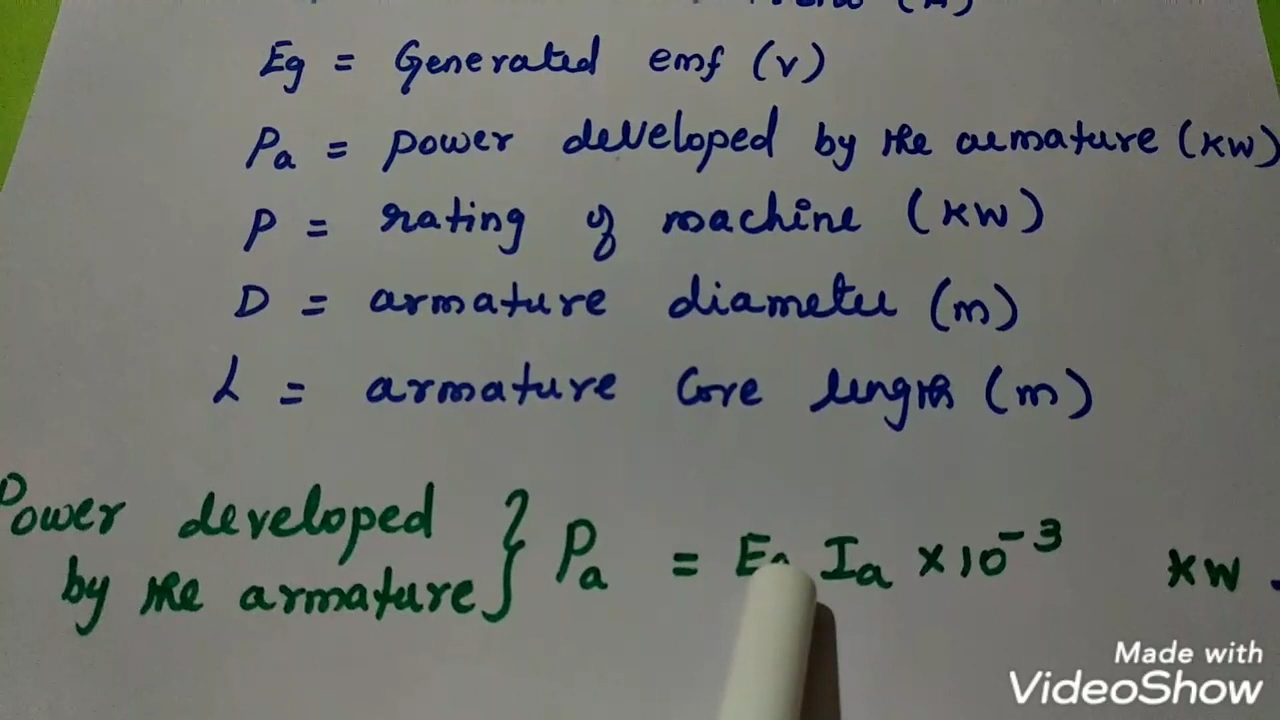 Eg = Generated emf (v)
Pa = power developed by the armature (KW)
P = rating of machine (KW)
D = armature diameter (m)
L = armature core length (m)
Power developed
by the armature } Pa = E Ia × 10⁻³ KW
Made with
VideoShow